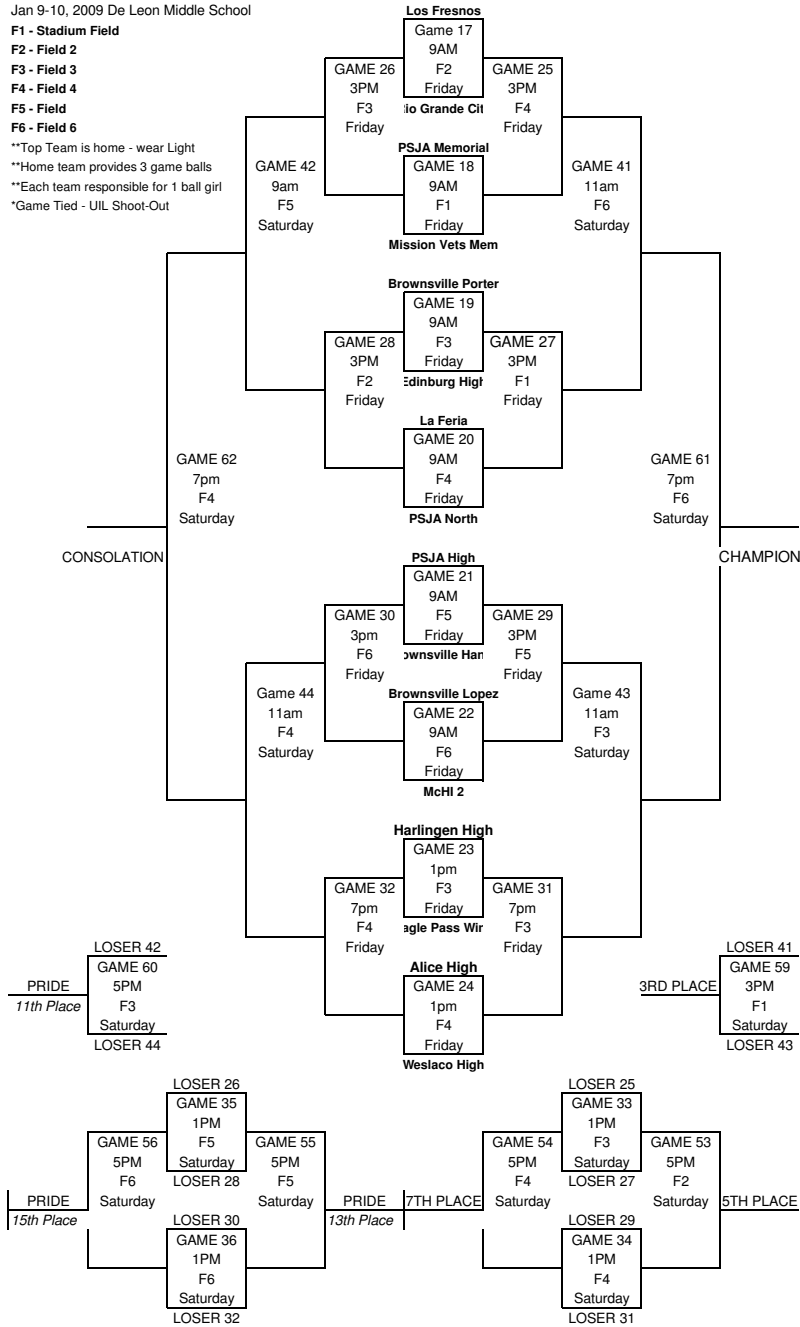 Jan 9-10, 2009 De Leon Middle School
F1 - Stadium Field
F2 - Field 2
F3 - Field 3
F4 - Field 4
F5 - Field
F6 - Field 6
**Top Team is home - wear Light
**Home team provides 3 game balls
**Each team responsible for 1 ball girl
*Game Tied - UIL Shoot-Out
Los Fresnos
Game 17
9AM
F2
Friday
io Grande Cit
GAME 26
3PM
F3
Friday
GAME 25
3PM
F4
Friday
PSJA Memorial
GAME 18
9AM
F1
Friday
Mission Vets Mem
GAME 42
9am
F5
Saturday
GAME 41
11am
F6
Saturday
Brownsville Porter
GAME 19
9AM
F3
Friday
Edinburg High
GAME 28
3PM
F2
Friday
GAME 27
3PM
F1
Friday
La Feria
GAME 20
9AM
F4
Friday
PSJA North
GAME 62
7pm
F4
Saturday
GAME 61
7pm
F6
Saturday
CONSOLATION
CHAMPION
PSJA High
GAME 21
9AM
F5
Friday
ownsville Han
GAME 30
3pm
F6
Friday
GAME 29
3PM
F5
Friday
Brownsville Lopez
GAME 22
9AM
F6
Friday
McHI 2
Game 44
11am
F4
Saturday
Game 43
11am
F3
Saturday
Harlingen High
GAME 23
1pm
F3
Friday
agle Pass Win
GAME 32
7pm
F4
Friday
GAME 31
7pm
F3
Friday
Alice High
GAME 24
1pm
F4
Friday
Weslaco High
LOSER 42
GAME 60
5PM
F3
Saturday
LOSER 44
PRIDE
11th Place
LOSER 41
GAME 59
3PM
F1
Saturday
LOSER 43
3RD PLACE
LOSER 26
GAME 35
1PM
F5
Saturday
LOSER 28
GAME 56
5PM
F6
Saturday
GAME 55
5PM
F5
Saturday
PRIDE
15th Place
PRIDE
13th Place
LOSER 30
GAME 36
1PM
F6
Saturday
LOSER 32
LOSER 25
GAME 33
1PM
F3
Saturday
LOSER 27
GAME 54
5PM
F4
Saturday
GAME 53
5PM
F2
Saturday
7TH PLACE
5TH PLACE
LOSER 29
GAME 34
1PM
F4
Saturday
LOSER 31